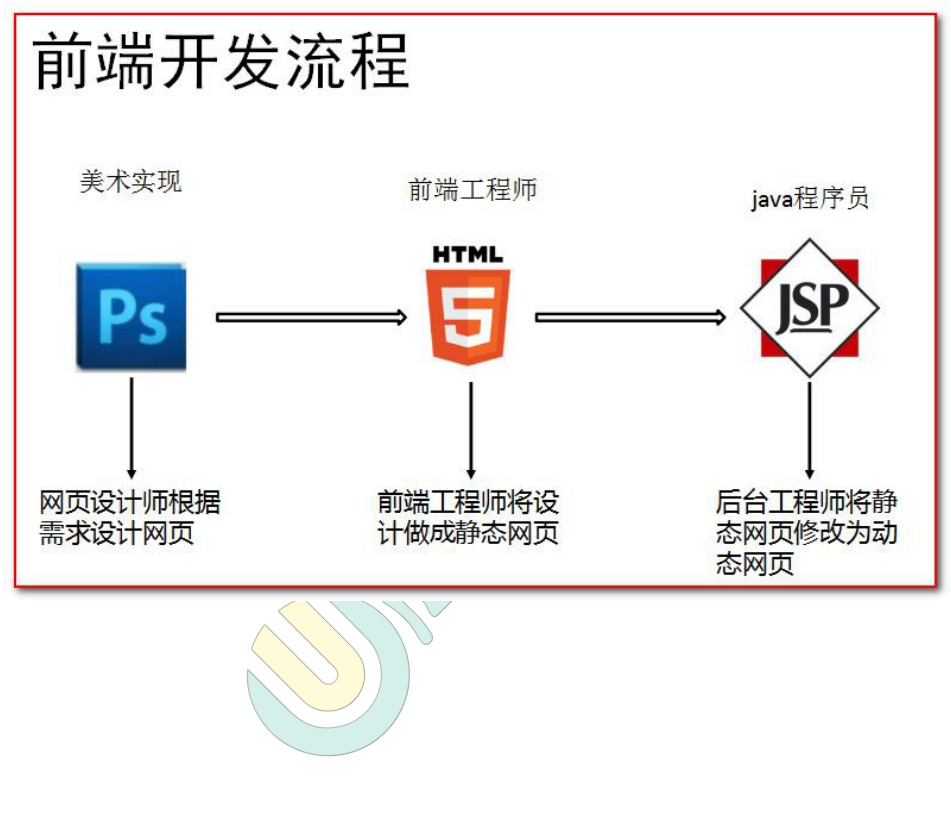 前端开发流程
美术实现
前端工程师
java程序员
Ps
HTML
5
JSP
网页设计师根据
需求设计网页
前端工程师将设
计做成静态网页
后台工程师将静
态网页修改为动
态网页